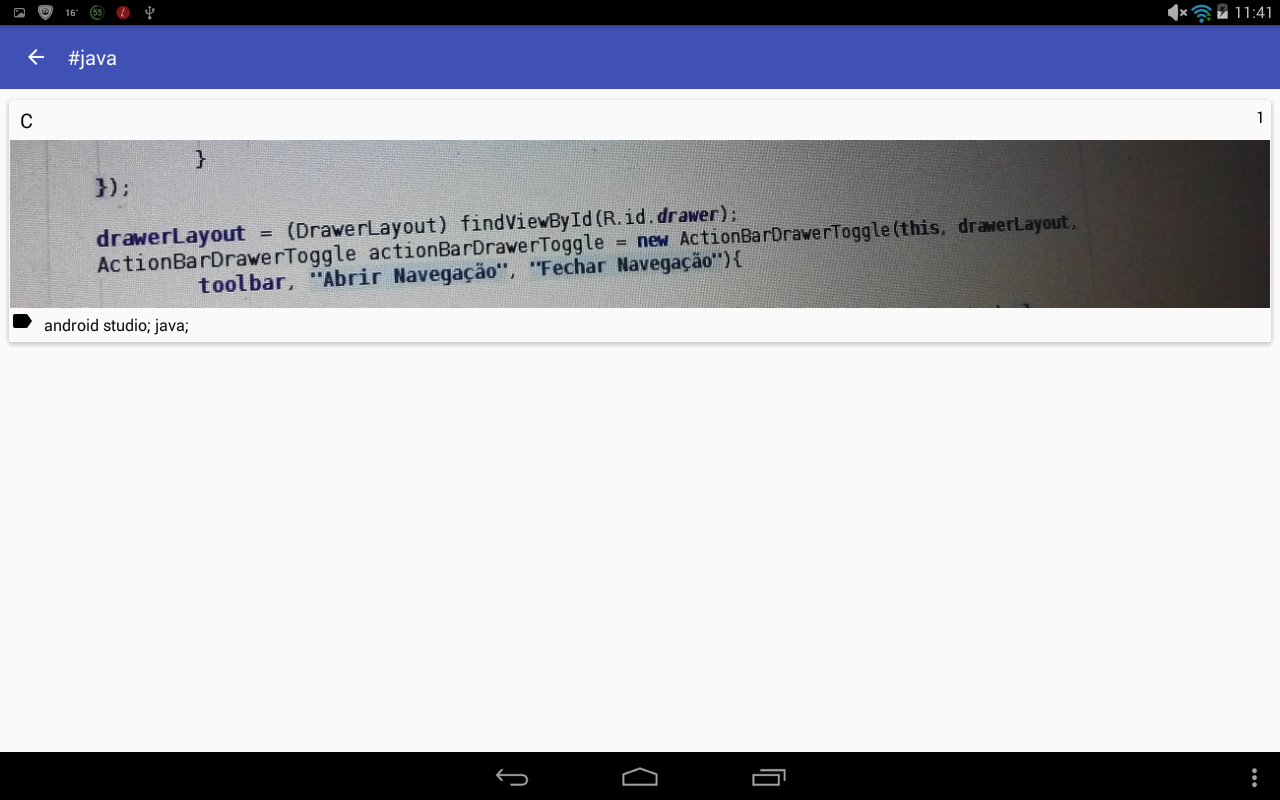 16°
55
11:41
#java
C
1
}
});
drawerLayout = (DrawerLayout) findViewById(R.id.drawer);
ActionBarDrawerToggle actionBarDrawerToggle = new ActionBarDrawerToggle(this, drawerLayout,
toolbar, "Abrir Navegação", "Fechar Navegação"){
android studio; java;